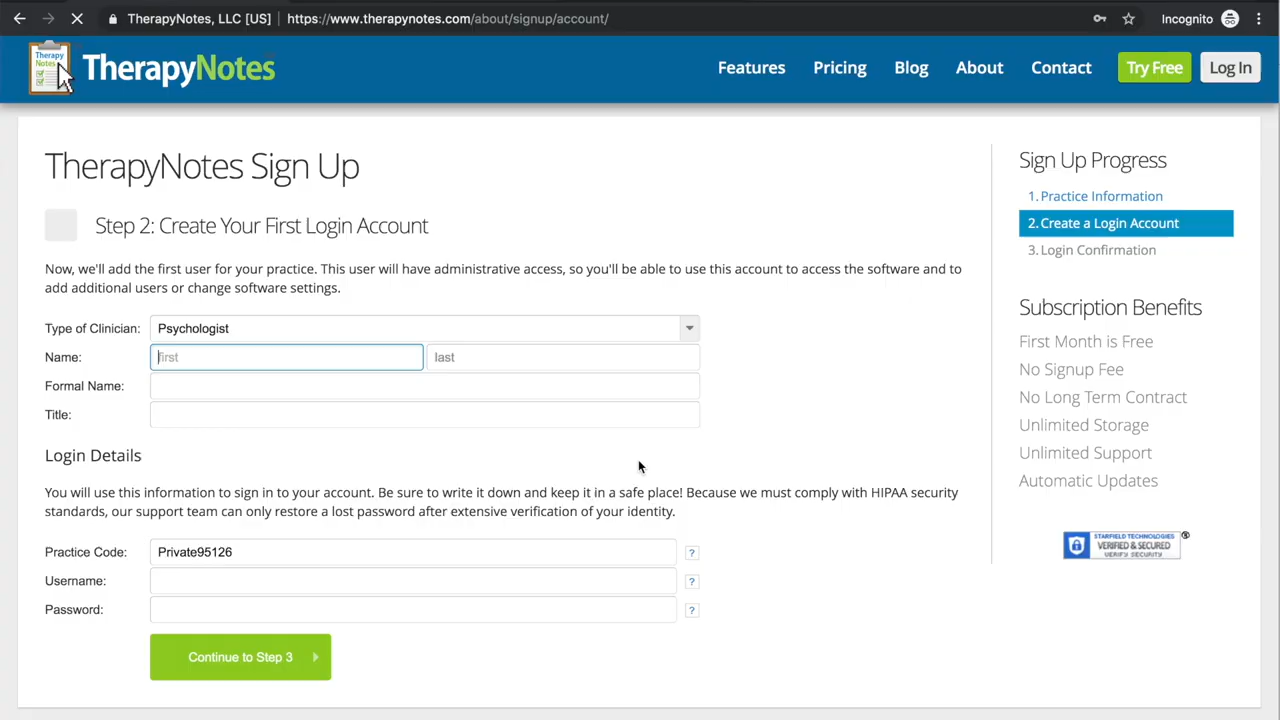 TherapyNotes, LLC [US] https://www.therapynotes.com/about/signup/account/ Incognito
Therapy
Notes
TherapyNotes Features Pricing Blog About Contact Try Free Log In
TherapyNotes Sign Up
Step 2: Create Your First Login Account
Now, we'll add the first user for your practice. This user will have administrative access, so you'll be able to use this account to access the software and to
add additional users or change software settings.
Type of Clinician: Psychologist
Name: first last
Formal Name:
Title:
Login Details
You will use this information to sign in to your account. Be sure to write it down and keep it in a safe place! Because we must comply with HIPAA security
standards, our support team can only restore a lost password after extensive verification of your identity.
Practice Code: Private95126 ?
Username: ?
Password: ?
Continue to Step 3
Sign Up Progress
1. Practice Information
2. Create a Login Account
3. Login Confirmation
Subscription Benefits
First Month is Free
No Signup Fee
No Long Term Contract
Unlimited Storage
Unlimited Support
Automatic Updates
STARFIELD TECHNOLOGIES
VERIFIED & SECURED
VERIFY SECURITY